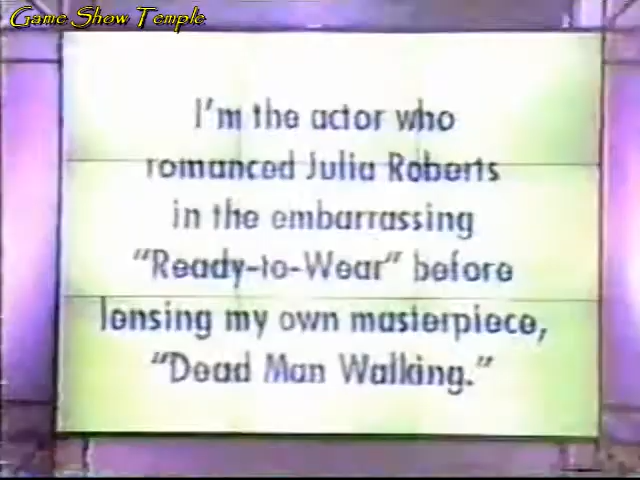 Game Show Temple
I'm the actor who
romanced Julia Roberts
in the embarrassing
"Ready-to-Wear" before
lensing my own masterpiece,
"Dead Man Walking."